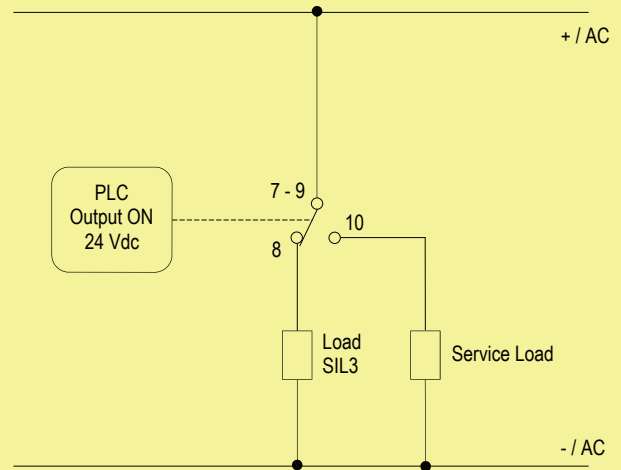 + / AC
PLC
Output ON
24 Vdc
7 - 9
10
8
Load
SIL3
Service Load
- / AC